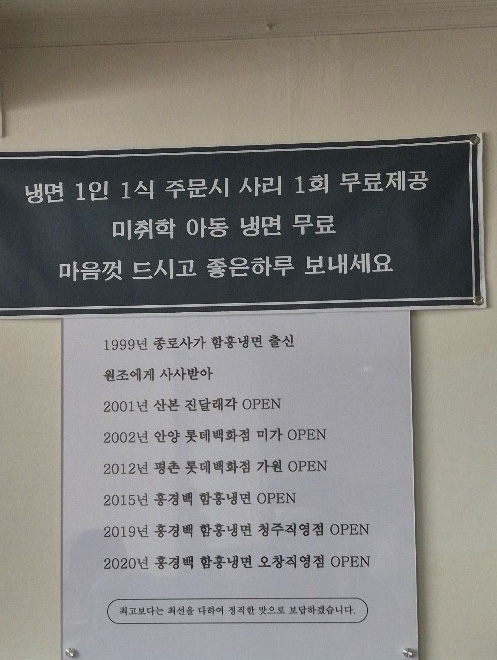 냉면 1인 1식 주문시 사리 1회 무료제공
미취학 아동 냉면 무료
마음껏 드시고 좋은하루 보내세요
1999년 종로사가 함흥냉면 출신
원조에게 사사받아
2001년 산본 진달래각 OPEN
2002년 안양 롯데백화점 미가 OPEN
2012년 평촌 롯데백화점 가원 OPEN
2015년 홍경백 함흥냉면 OPEN
2019년 홍경백 함흥냉면 청주직영점 OPEN
2020년 홍경백 함흥냉면 오창직영점 OPEN
최고보다는 최선을 다하여 정직한 맛으로 보답하겠습니다.